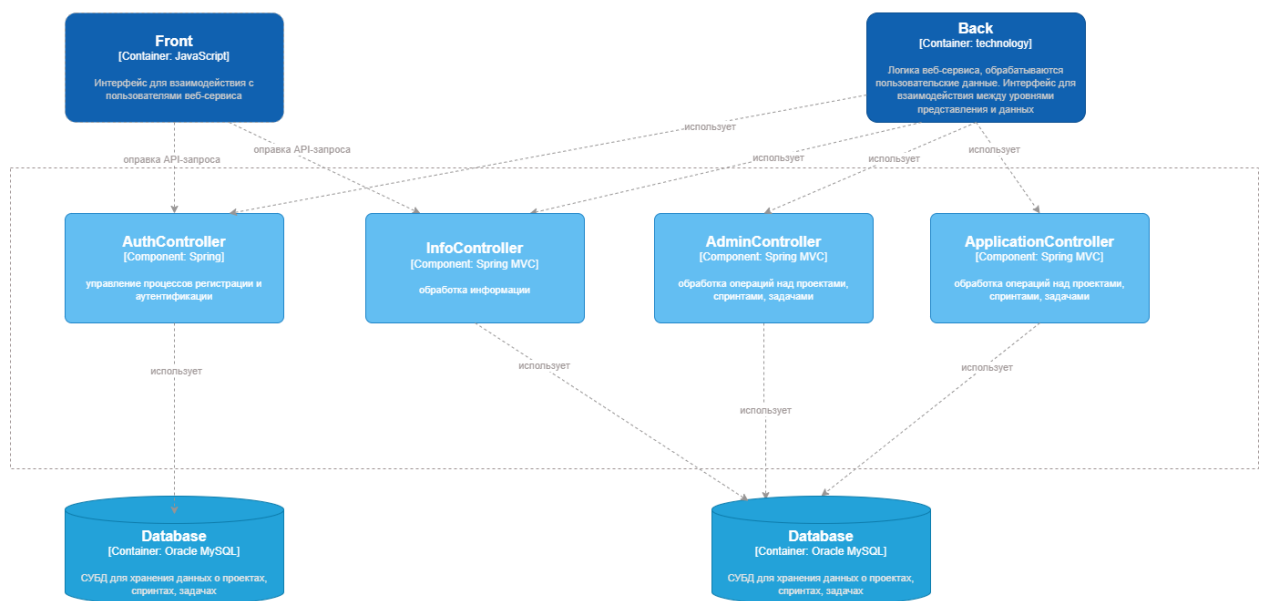 Front
[Container: JavaScript]
Интерфейс для взаимодействия с
пользователями веб-сервиса
Back
[Container: technology]
Логика веб-сервиса, обрабатываются
пользовательские данные. Интерфейс для
взаимодействия между уровнями
представления и данных
использует
оправка API-запроса
оправка API-запроса
использует
использует
использует
AuthController
[Component: Spring]
управление процессов регистрации и
аутентификации
InfoController
[Component: Spring MVC]
обработка информации
AdminController
[Component: Spring MVC]
обработка операций над проектами,
спринтами, задачами
ApplicationController
[Component: Spring MVC]
обработка операций над проектами,
спринтами, задачами
использует
использует
использует
использует
Database
[Container: Oracle MySQL]
СУБД для хранения данных о проектах,
спринтах, задачах
Database
[Container: Oracle MySQL]
СУБД для хранения данных о проектах,
спринтах, задачах